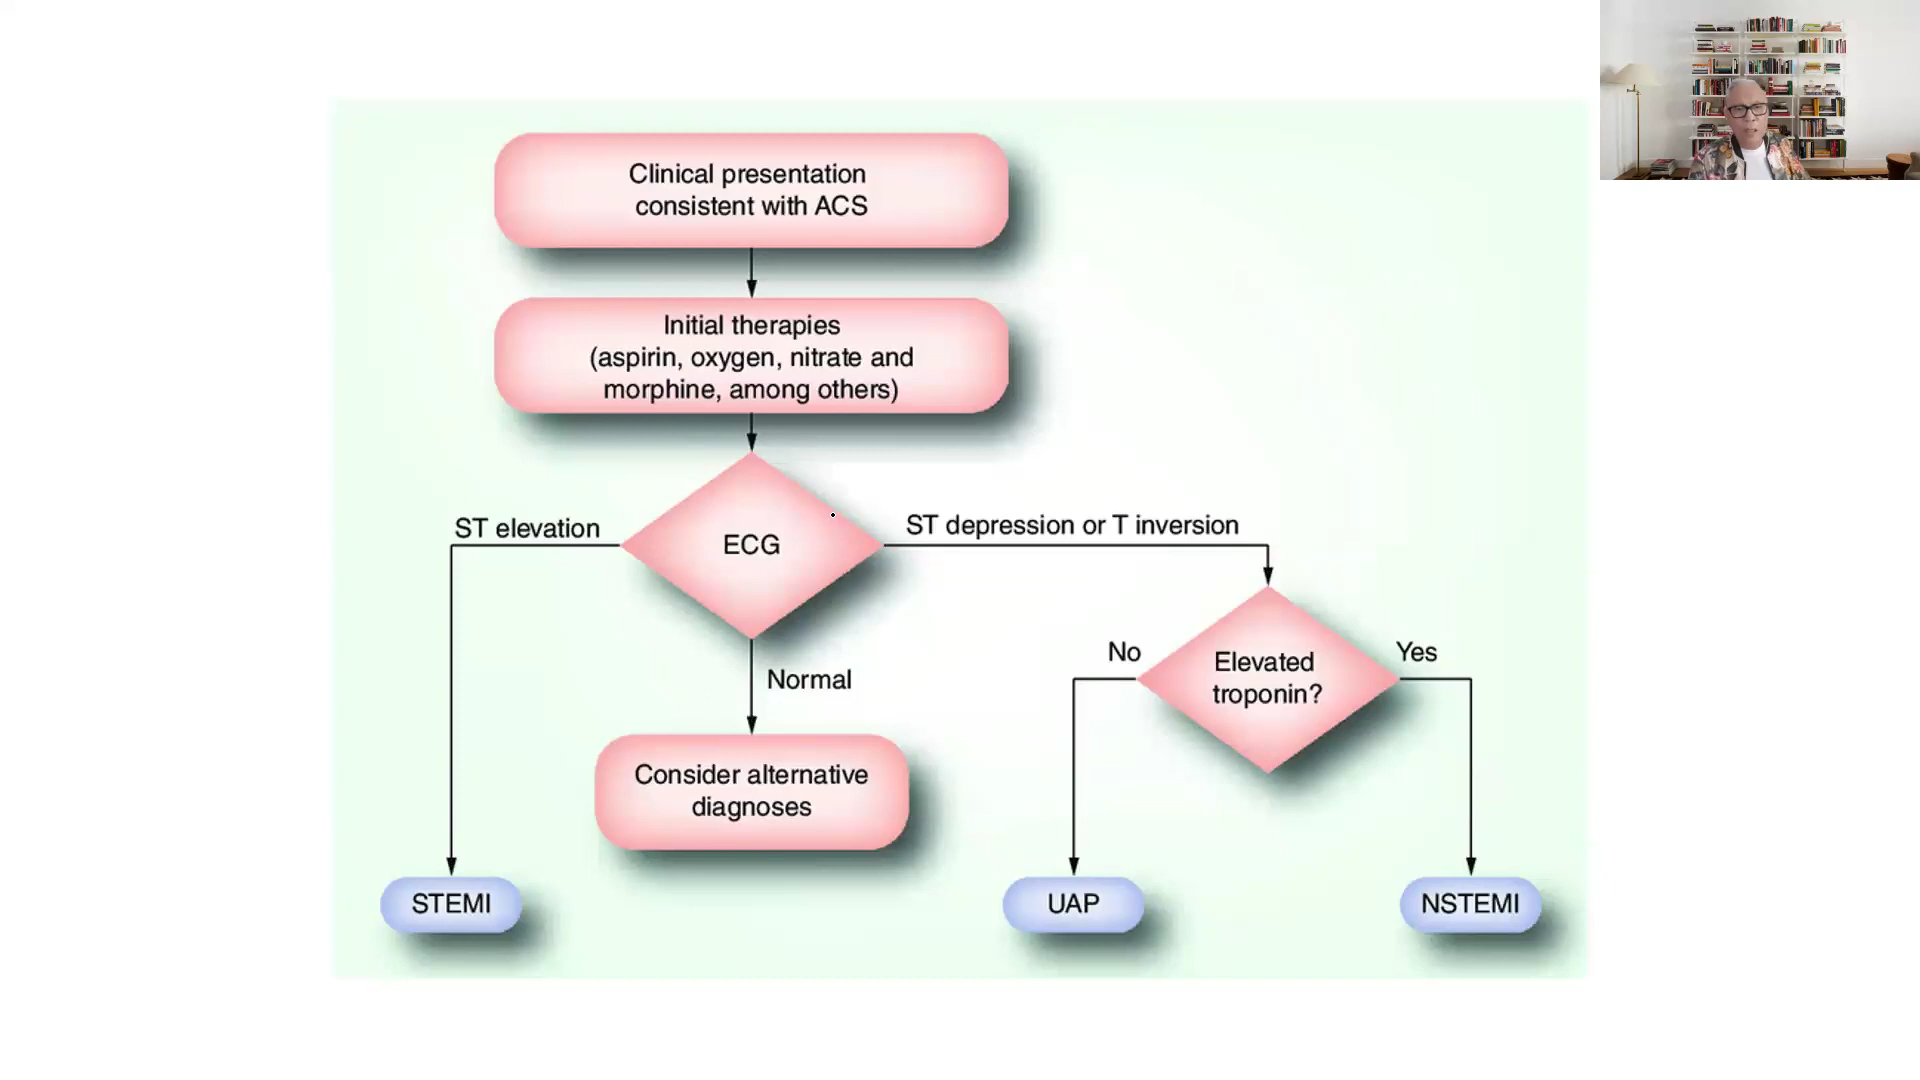 Clinical presentation
consistent with ACS
Initial therapies
(aspirin, oxygen, nitrate and
morphine, among others)
ST elevation
ECG
ST depression or T inversion
Normal
No
Elevated
troponin?
Yes
Consider alternative
diagnoses
STEMI
UAP
NSTEMI